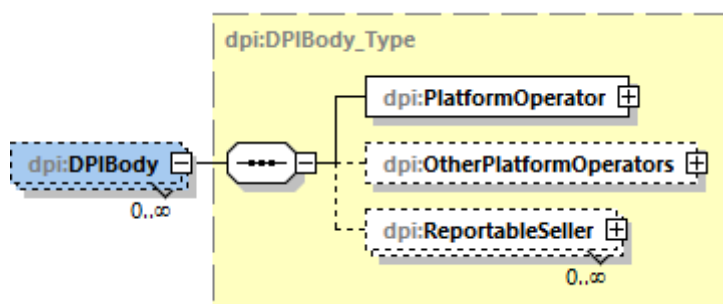 dpi:DPIBody_Type
dpi:PlatformOperator
dpi:DPIBody
0..∞
dpi:OtherPlatformOperators
dpi:ReportableSeller
0..∞